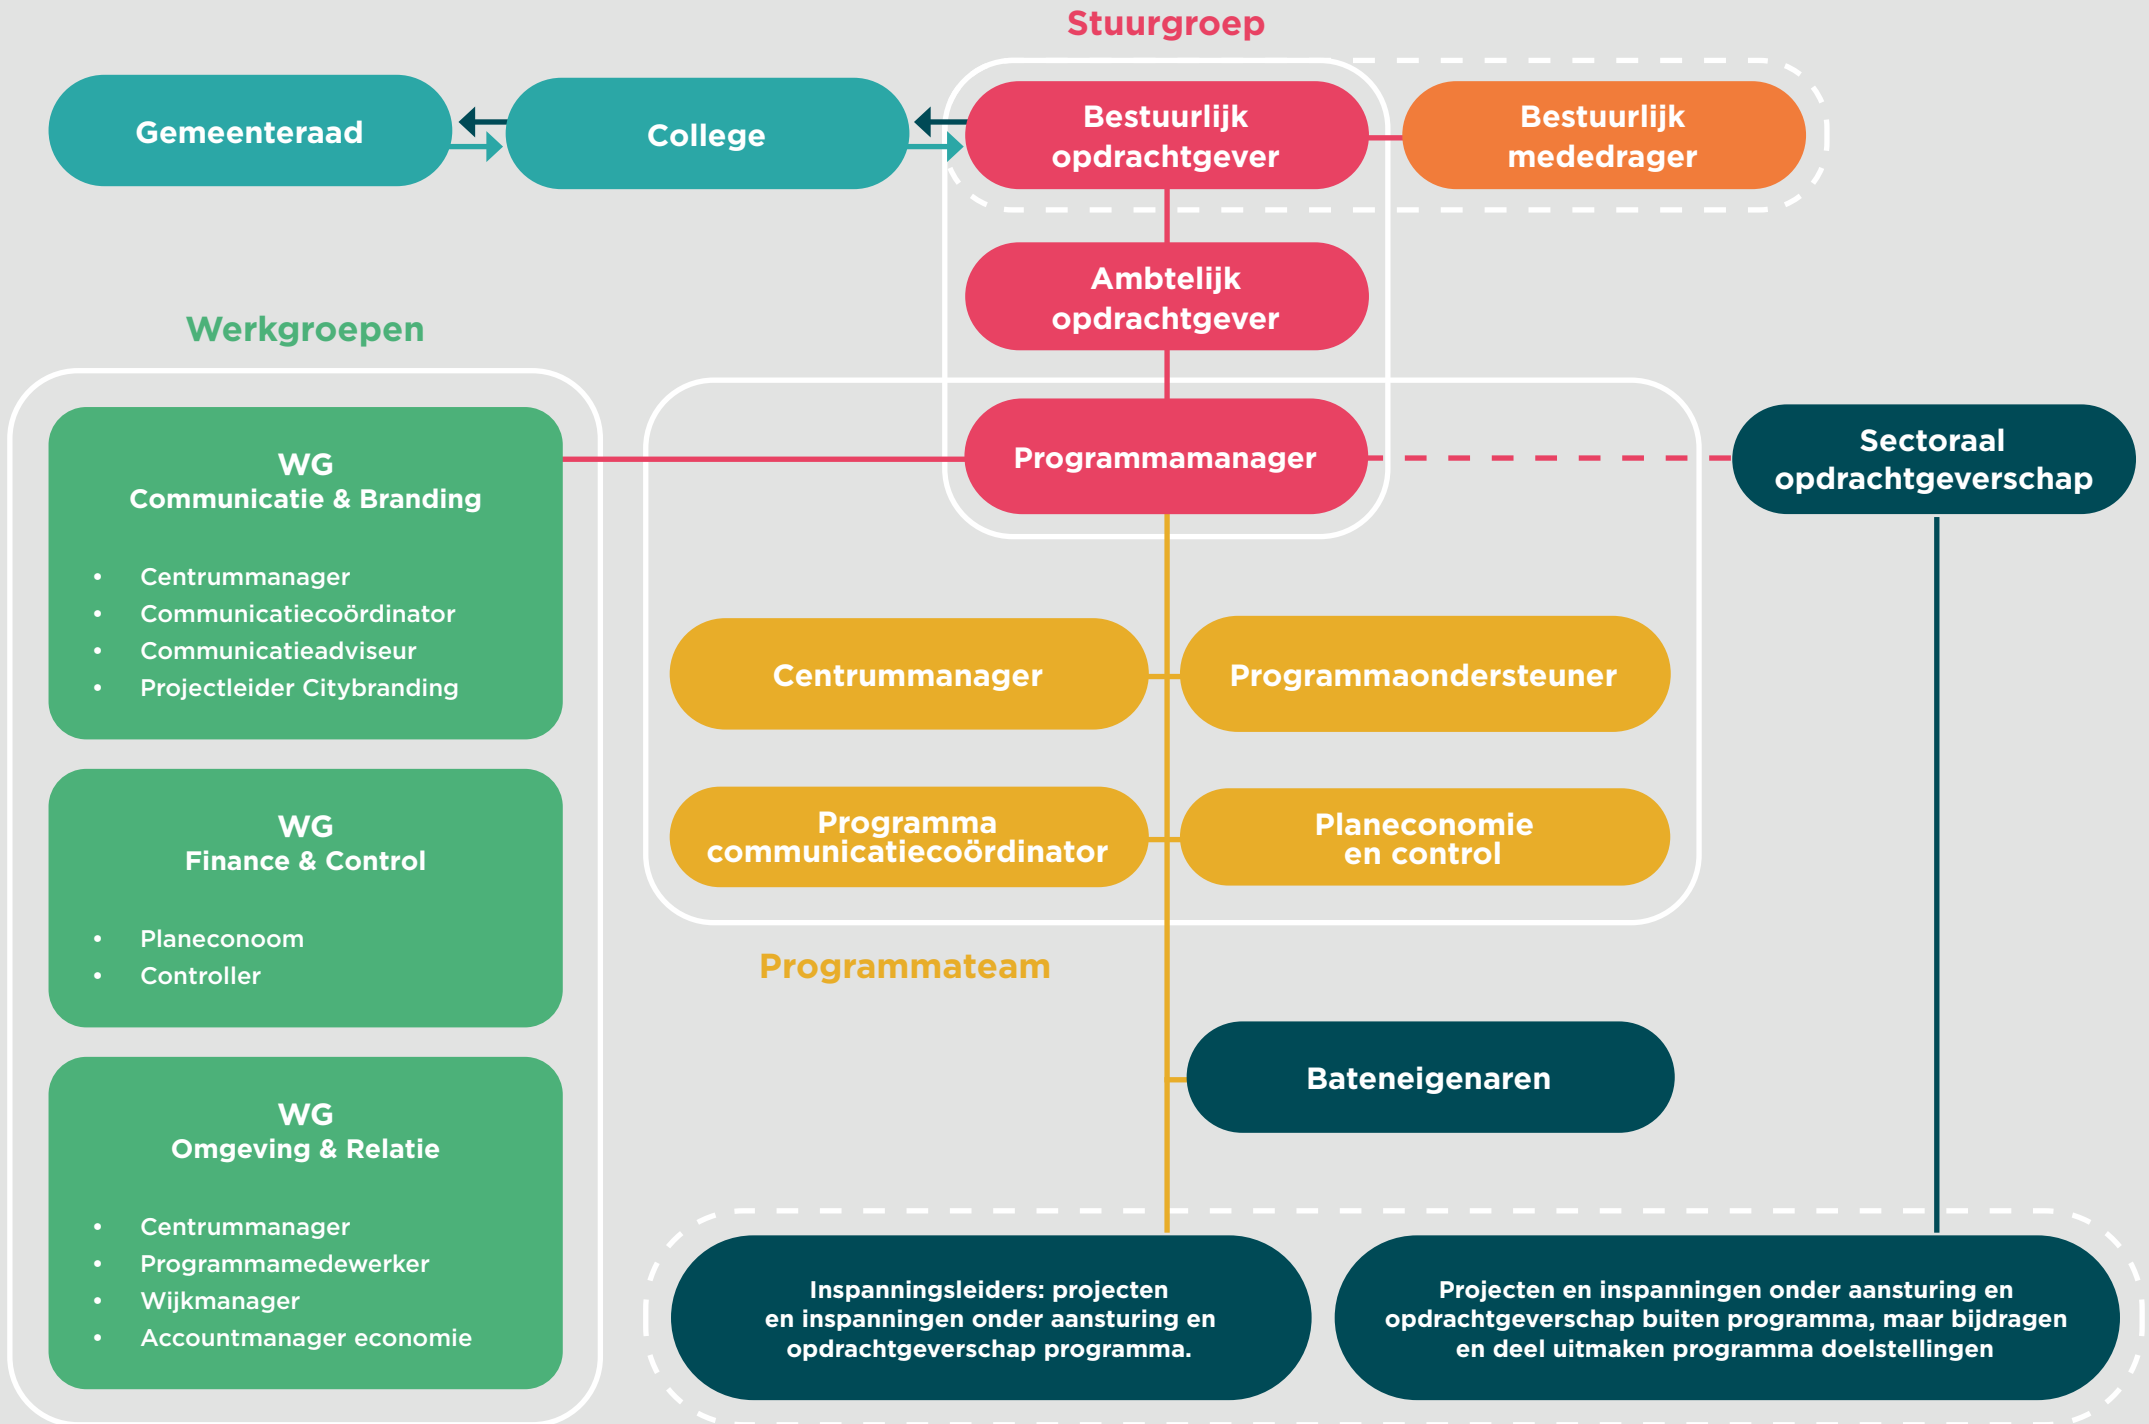 Stuurgroep
Gemeenteraad
College
Bestuurlijk
opdrachtgever
Bestuurlijk
mededrager
Ambtelijk
opdrachtgever
Werkgroepen
WG
Communicatie & Branding
• Centrummanager
• Communicatiecoördinator
• Communicatieadviseur
• Projectleider Citybranding
WG
Finance & Control
• Planeconoom
• Controller
WG
Omgeving & Relatie
• Centrummanager
• Programmamedewerker
• Wijkmanager
• Accountmanager economie
Programmamanager
Sectoraal
opdrachtgeverschap
Centrummanager
Programmaondersteuner
Programma
communicatiecoördinator
Planeconomie
en control
Programmateam
Bateneigenaren
Inspanningsleiders: projecten
en inspanningen onder aansturing en
opdrachtgeverschap programma.
Projecten en inspanningen onder aansturing en
opdrachtgeverschap buiten programma, maar bijdragen
en deel uitmaken programma doelstellingen